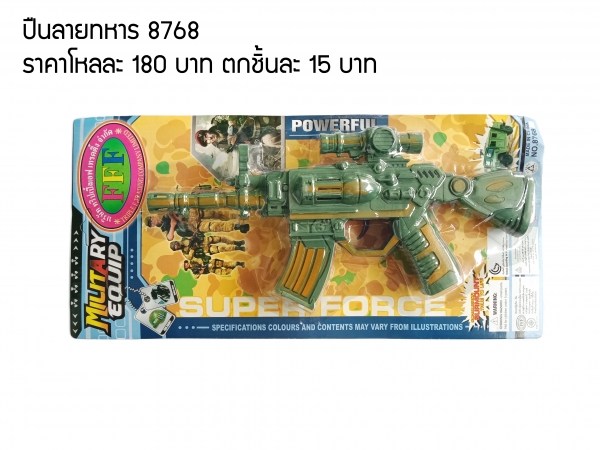 ปืนลายทหาร 8768
ราคาโหลละ 180 บาท ตกชิ้นละ 15 บาท
POWERFUL
FFF
NO.8768
MILITARY
EQUIP
SUPER FORCE
SPECIFICATIONS COLOURS AND CONTENTS MAY VARY FROM ILLUSTRATIONS
WARNING: